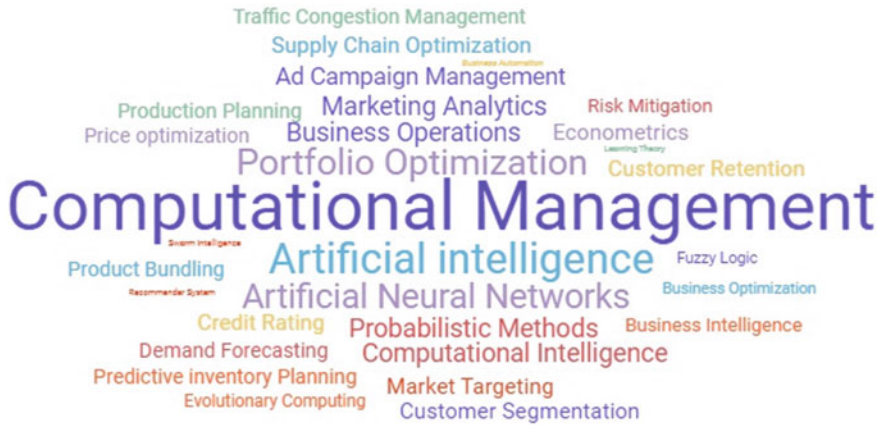 Traffic Congestion Management
Supply Chain Optimization
Business Automation
Ad Campaign Management
Production Planning Marketing Analytics Risk Mitigation
Price optimization Business Operations Econometrics
Learning Theory
Portfolio Optimization Customer Retention
Computational Management
Swarm Intelligence
Product Bundling Artificial intelligence Fuzzy Logic
Recommender System Artificial Neural Networks Business Optimization
Credit Rating Probabilistic Methods Business Intelligence
Demand Forecasting Computational Intelligence
Predictive inventory Planning Market Targeting
Evolutionary Computing Customer Segmentation